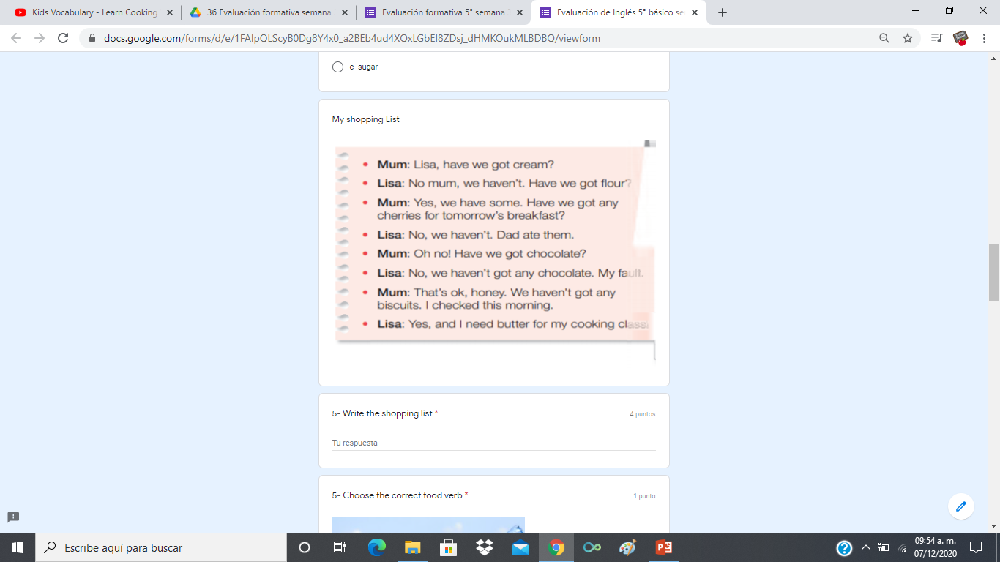 Kids Vocabulary - Learn Cooking
36 Evaluación formativa semana
Evaluación formativa 5° semana
Evaluación de Inglés 5° básico se
docs.google.com/forms/d/e/1FAIpQLScyB0Dg8Y4x0_a2BEb4ud4XQxLGbEI8ZDsj_dHMKOukMLBDBQ/viewform
c- sugar
My shopping List
• Mum: Lisa, have we got cream?
• Lisa: No mum, we haven't. Have we got flour?
• Mum: Yes, we have some. Have we got any
cherries for tomorrow's breakfast?
• Lisa: No, we haven't. Dad ate them.
• Mum: Oh no! Have we got chocolate?
• Lisa: No, we haven't got any chocolate. My fault.
• Mum: That's ok, honey. We haven't got any
biscuits. I checked this morning.
• Lisa: Yes, and I need butter for my cooking class.
5- Write the shopping list *
4 puntos
Tu respuesta
5- Choose the correct food verb *
1 punto
Escribe aquí para buscar
09:54 a. m.
07/12/2020